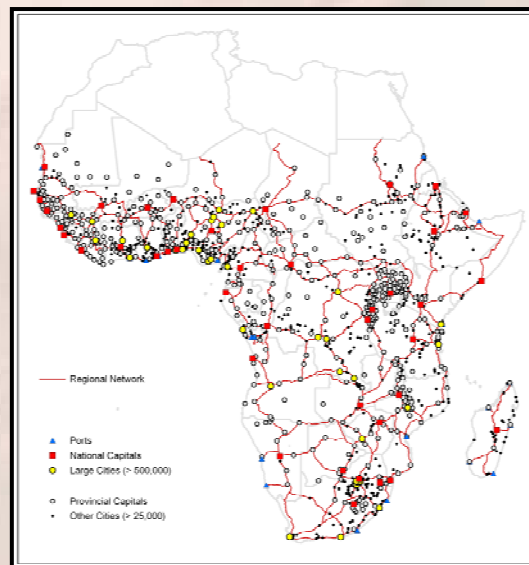 Regional Network
Ports
National Capitals
Large Cities (> 500,000)
Provincial Capitals
Other Cities (> 25,000)